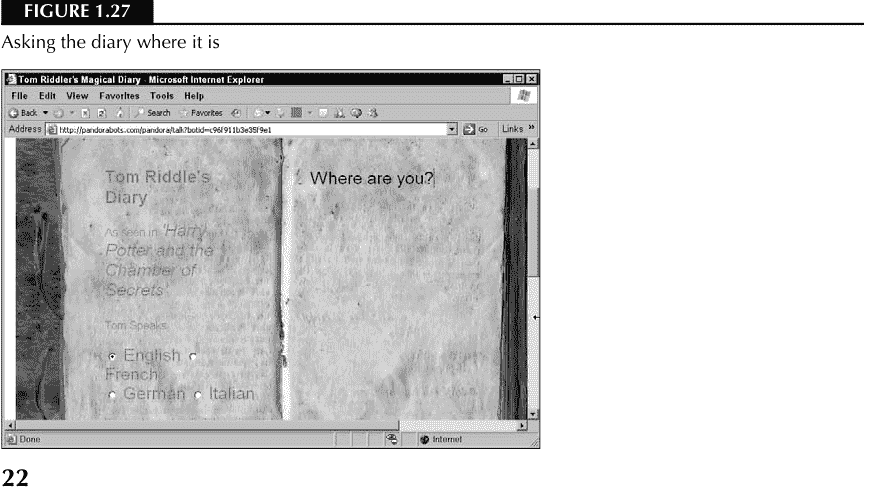 FIGURE 1.27
Asking the diary where it is
Tom Riddler's Magical Diary - Microsoft Internet Explorer
File Edit View Favorites Tools Help
Back Search Favorites
Address http://pandorabots.com/pandora/talk?botid=c96f911b3e35f9e1 Go Links »
Tom Riddle's
Diary
As seen in 'Harry
Potter and the
Chamber of
Secrets'
Tom Speaks
English
French
German Italian
Where are you?
Done Internet
22